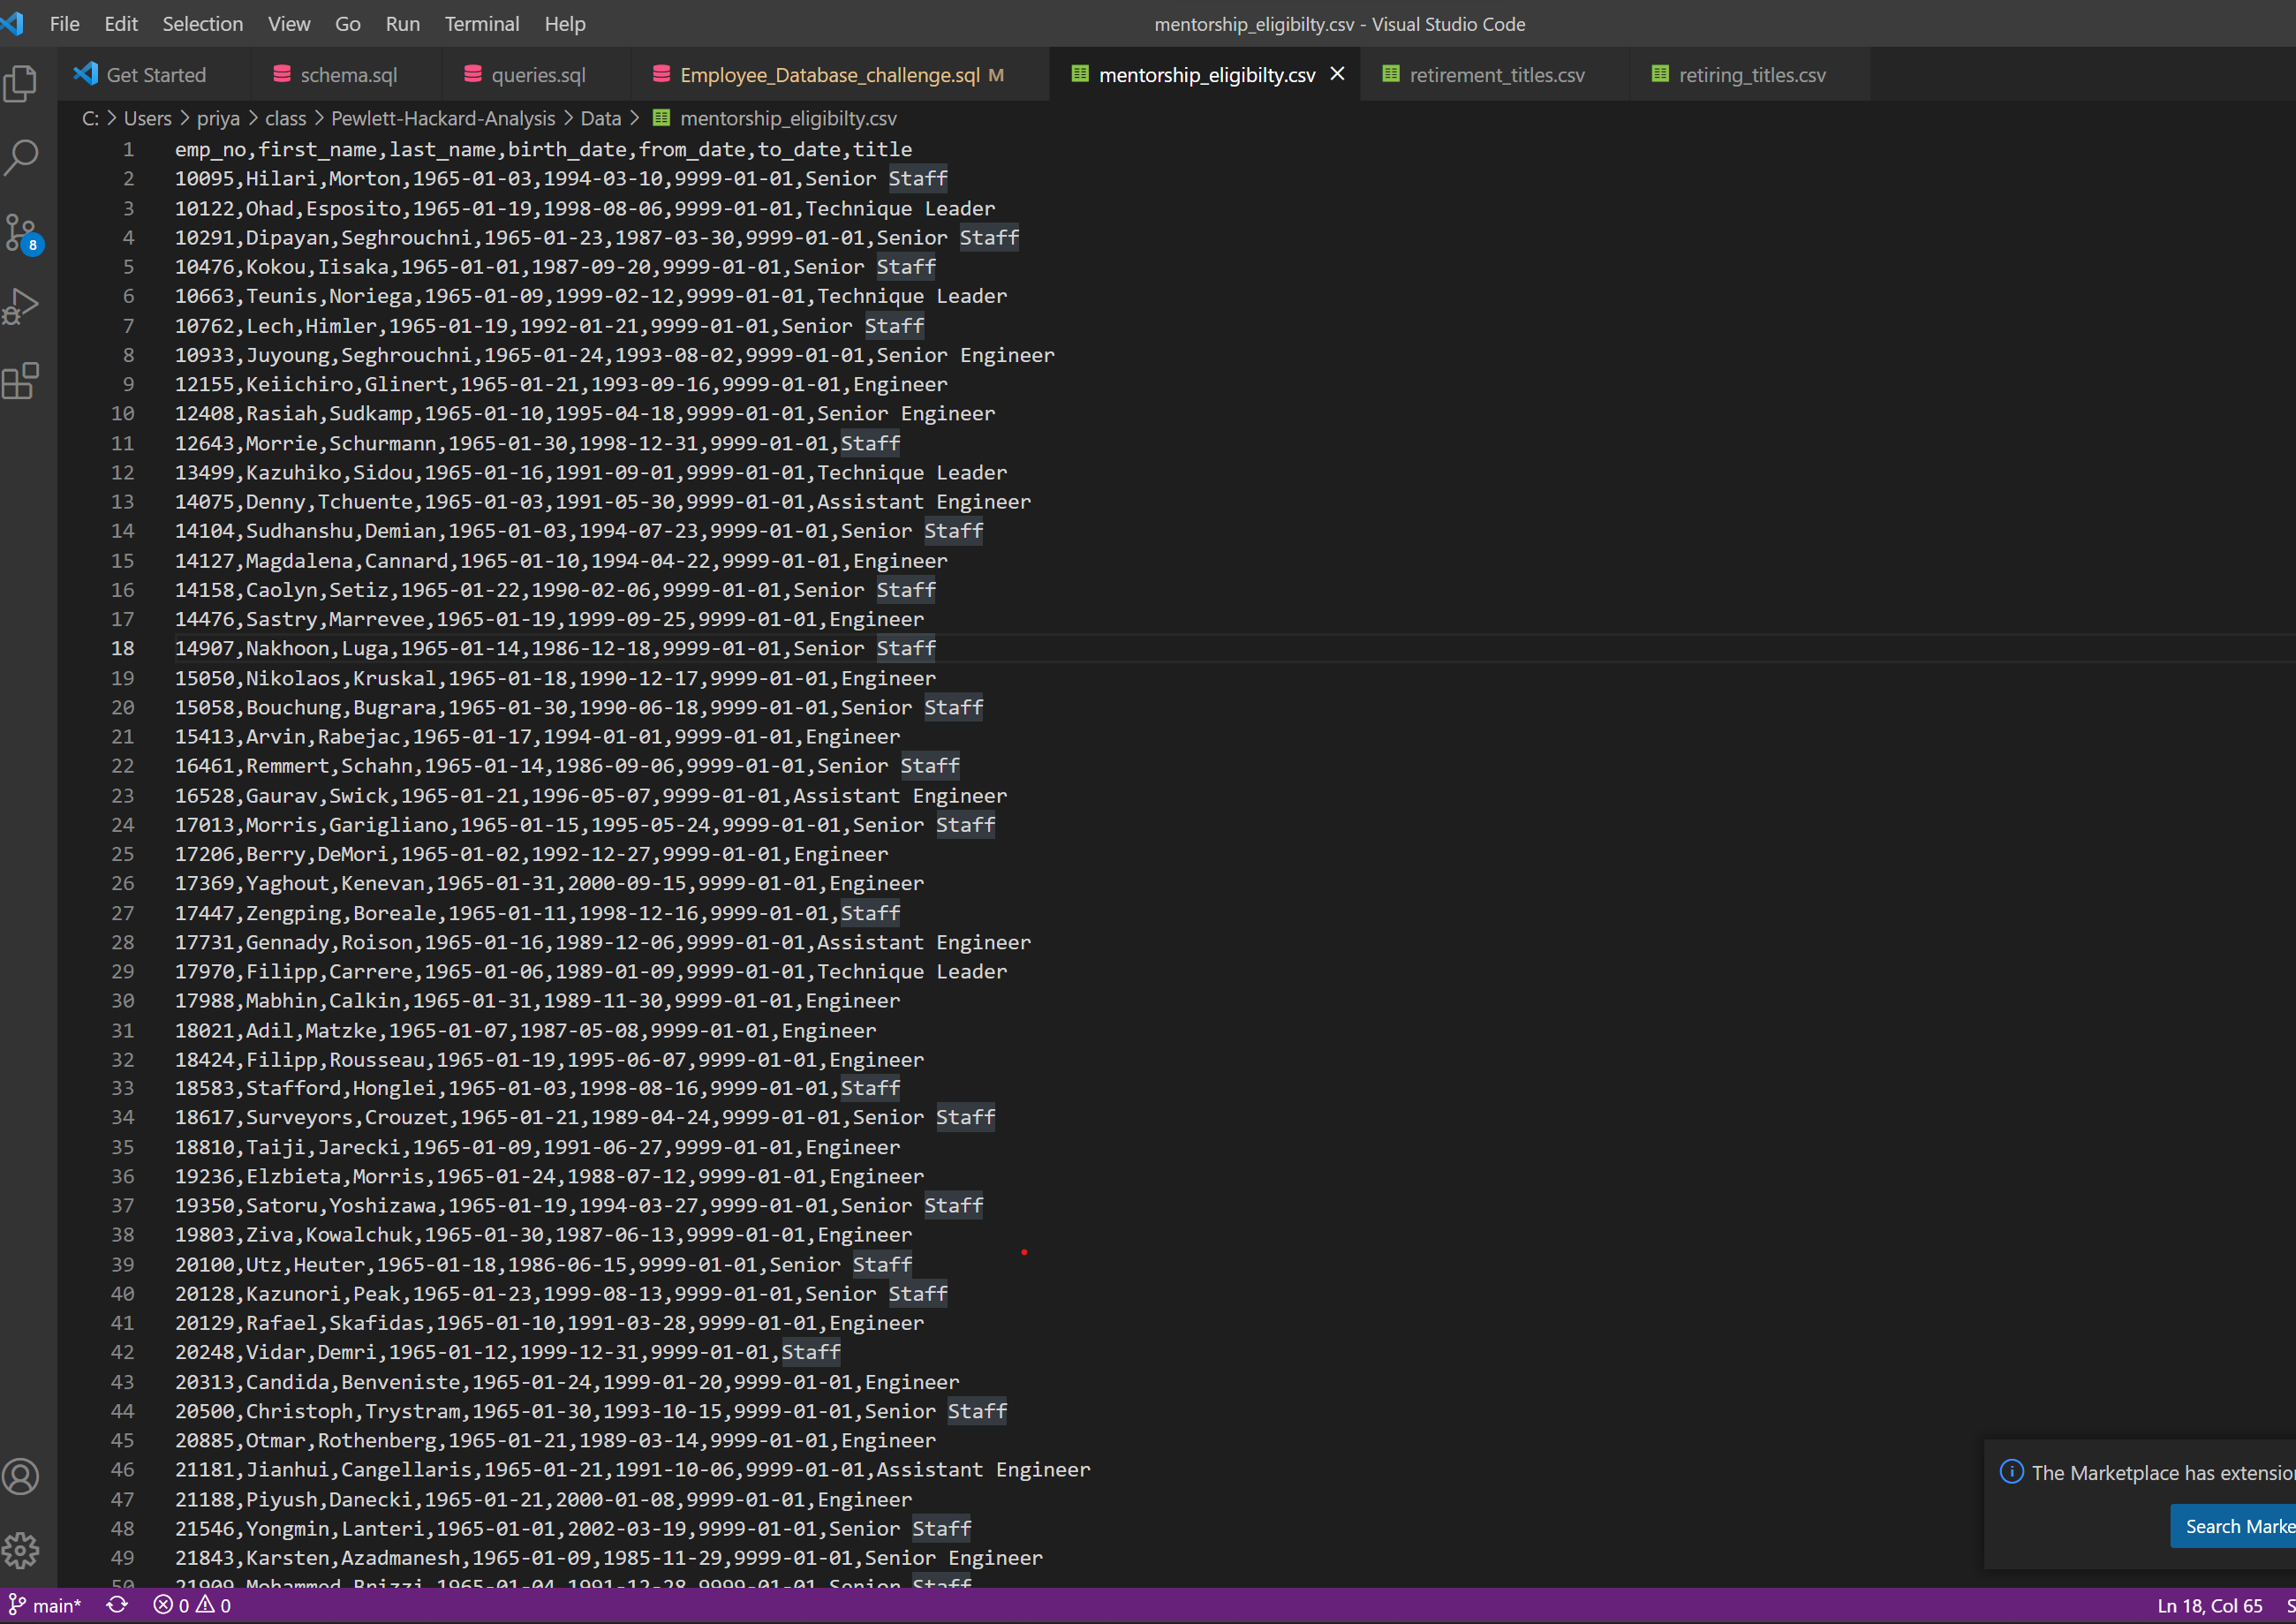 File Edit Selection View Go Run Terminal Help mentorship_eligibilty.csv - Visual Studio Code
Get Started schema.sql queries.sql Employee_Database_challenge.sql M mentorship_eligibilty.csv retirement_titles.csv retiring_titles.csv
C: > Users > priya > class > Pewlett-Hackard-Analysis > Data > mentorship_eligibilty.csv
1 emp_no,first_name,last_name,birth_date,from_date,to_date,title
2 10095,Hilari,Morton,1965-01-03,1994-03-10,9999-01-01,Senior Staff
3 10122,Ohad,Esposito,1965-01-19,1998-08-06,9999-01-01,Technique Leader
4 10291,Dipayan,Seghrouchni,1965-01-23,1987-03-30,9999-01-01,Senior Staff
5 10476,Kokou,Iisaka,1965-01-01,1987-09-20,9999-01-01,Senior Staff
6 10663,Teunis,Noriega,1965-01-09,1999-02-12,9999-01-01,Technique Leader
7 10762,Lech,Himler,1965-01-19,1992-01-21,9999-01-01,Senior Staff
8 10933,Juyoung,Seghrouchni,1965-01-24,1993-08-02,9999-01-01,Senior Engineer
9 12155,Keiichiro,Glinert,1965-01-21,1993-09-16,9999-01-01,Engineer
10 12408,Rasiah,Sudkamp,1965-01-10,1995-04-18,9999-01-01,Senior Engineer
11 12643,Morrie,Schurmann,1965-01-30,1998-12-31,9999-01-01,Staff
12 13499,Kazuhiko,Sidou,1965-01-16,1991-09-01,9999-01-01,Technique Leader
13 14075,Denny,Tchuente,1965-01-03,1991-05-30,9999-01-01,Assistant Engineer
14 14104,Sudhanshu,Demian,1965-01-03,1994-07-23,9999-01-01,Senior Staff
15 14127,Magdalena,Cannard,1965-01-10,1994-04-22,9999-01-01,Engineer
16 14158,Caolyn,Setiz,1965-01-22,1990-02-06,9999-01-01,Senior Staff
17 14476,Sastry,Marrevee,1965-01-19,1999-09-25,9999-01-01,Engineer
18 14907,Nakhoon,Luga,1965-01-14,1986-12-18,9999-01-01,Senior Staff
19 15050,Nikolaos,Kruskal,1965-01-18,1990-12-17,9999-01-01,Engineer
20 15058,Bouchung,Bugrara,1965-01-30,1990-06-18,9999-01-01,Senior Staff
21 15413,Arvin,Rabejac,1965-01-17,1994-01-01,9999-01-01,Engineer
22 16461,Remmert,Schahn,1965-01-14,1986-09-06,9999-01-01,Senior Staff
23 16528,Gaurav,Swick,1965-01-21,1996-05-07,9999-01-01,Assistant Engineer
24 17013,Morris,Garigliano,1965-01-15,1995-05-24,9999-01-01,Senior Staff
25 17206,Berry,DeMori,1965-01-02,1992-12-27,9999-01-01,Engineer
26 17369,Yaghout,Kenevan,1965-01-31,2000-09-15,9999-01-01,Engineer
27 17447,Zengping,Boreale,1965-01-11,1998-12-16,9999-01-01,Staff
28 17731,Gennady,Roison,1965-01-16,1989-12-06,9999-01-01,Assistant Engineer
29 17970,Filipp,Carrere,1965-01-06,1989-01-09,9999-01-01,Technique Leader
30 17988,Mabhin,Calkin,1965-01-31,1989-11-30,9999-01-01,Engineer
31 18021,Adil,Matzke,1965-01-07,1987-05-08,9999-01-01,Engineer
32 18424,Filipp,Rousseau,1965-01-19,1995-06-07,9999-01-01,Engineer
33 18583,Stafford,Honglei,1965-01-03,1998-08-16,9999-01-01,Staff
34 18617,Surveyors,Crouzet,1965-01-21,1989-04-24,9999-01-01,Senior Staff
35 18810,Taiji,Jarecki,1965-01-09,1991-06-27,9999-01-01,Engineer
36 19236,Elzbieta,Morris,1965-01-24,1988-07-12,9999-01-01,Engineer
37 19350,Satoru,Yoshizawa,1965-01-19,1994-03-27,9999-01-01,Senior Staff
38 19803,Ziva,Kowalchuk,1965-01-30,1987-06-13,9999-01-01,Engineer
39 20100,Utz,Heuter,1965-01-18,1986-06-15,9999-01-01,Senior Staff
40 20128,Kazunori,Peak,1965-01-23,1999-08-13,9999-01-01,Senior Staff
41 20129,Rafael,Skafidas,1965-01-10,1991-03-28,9999-01-01,Engineer
42 20248,Vidar,Demri,1965-01-12,1999-12-31,9999-01-01,Staff
43 20313,Candida,Benveniste,1965-01-24,1999-01-20,9999-01-01,Engineer
44 20500,Christoph,Trystram,1965-01-30,1993-10-15,9999-01-01,Senior Staff
45 20885,Otmar,Rothenberg,1965-01-21,1989-03-14,9999-01-01,Engineer
46 21181,Jianhui,Cangellaris,1965-01-21,1991-10-06,9999-01-01,Assistant Engineer
47 21188,Piyush,Danecki,1965-01-21,2000-01-08,9999-01-01,Engineer
48 21546,Yongmin,Lanteri,1965-01-01,2002-03-19,9999-01-01,Senior Staff
49 21843,Karsten,Azadmanesh,1965-01-09,1985-11-29,9999-01-01,Senior Engineer
50 21909,Mohammed,Brizzi,1965-01-04,1991-12-28,9999-01-01,Senior Staff
8
The Marketplace has extensio
Search Marke
main* 0 0 Ln 18, Col 65